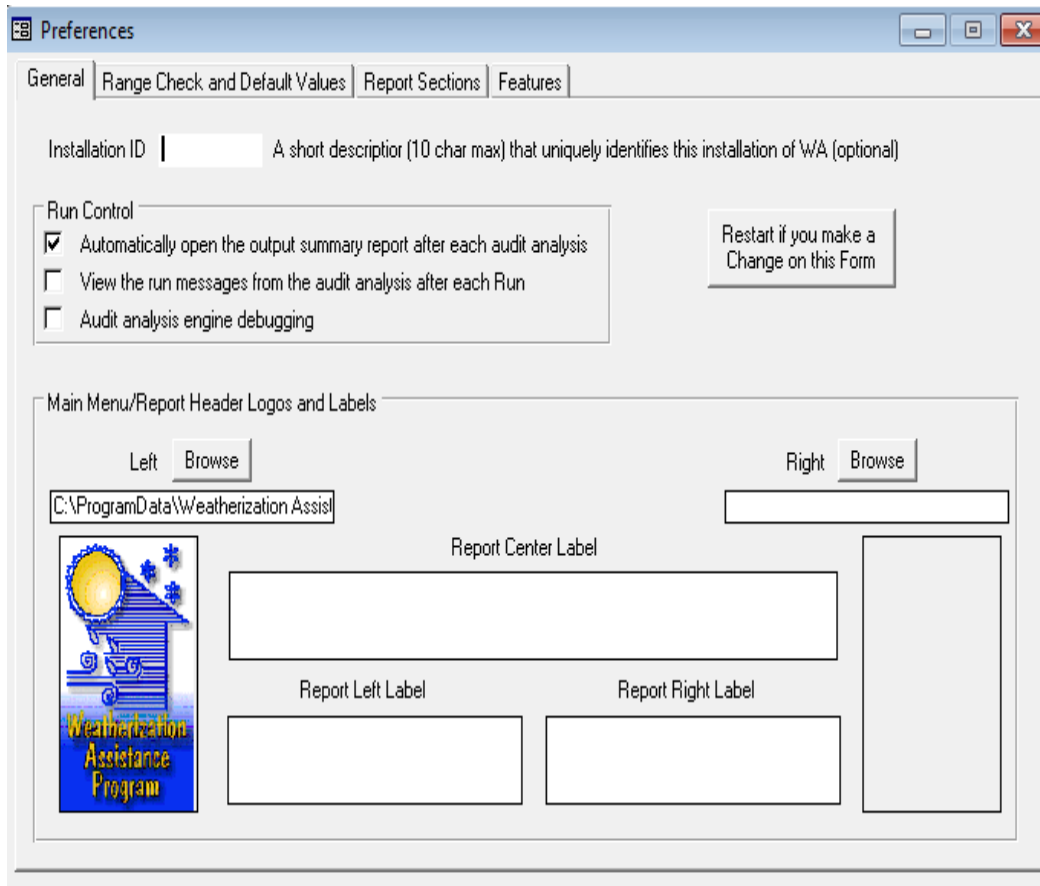 Preferences
General Range Check and Default Values Report Sections Features
Installation ID A short descriptior (10 char max) that uniquely identifies this installation of WA (optional)
Run Control
Automatically open the output summary report after each audit analysis
View the run messages from the audit analysis after each Run
Audit analysis engine debugging
Restart if you make a
Change on this Form
Main Menu/Report Header Logos and Labels
Left Browse
Right Browse
C:\ProgramData\Weatherization Assist
Report Center Label
Report Left Label
Report Right Label
Weatherization
Assistance
Program